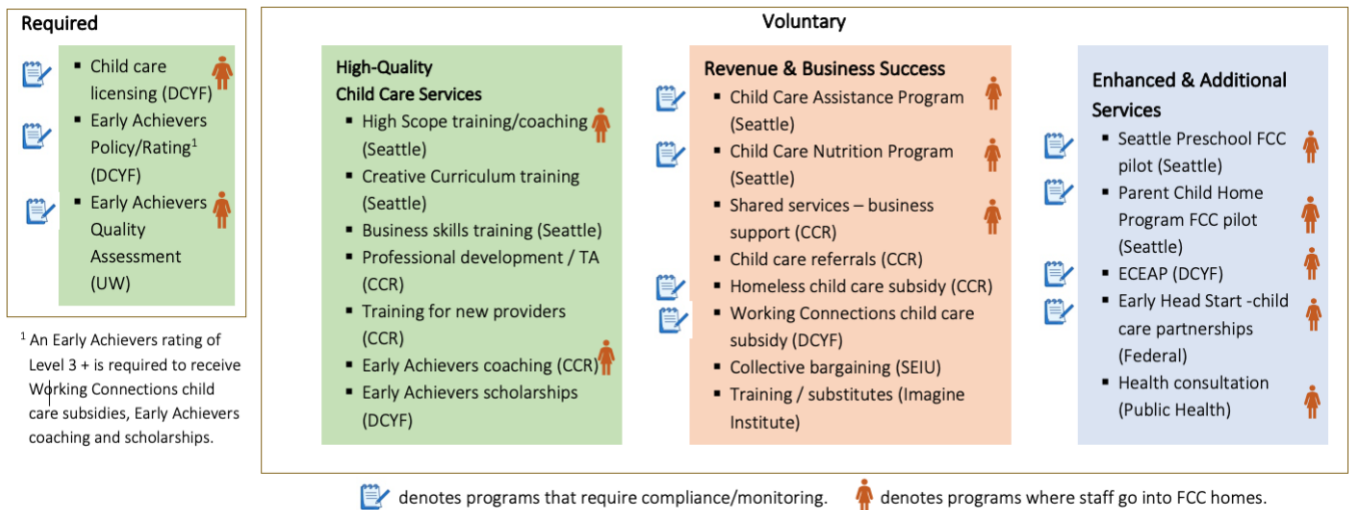 Required
▪ Child care
licensing (DCYF)
▪ Early Achievers
Policy/Rating¹
(DCYF)
▪ Early Achievers
Quality
Assessment
(UW)
¹ An Early Achievers rating of
Level 3 + is required to receive
Working Connections child
care subsidies, Early Achievers
coaching and scholarships.
Voluntary
High-Quality
Child Care Services
▪ High Scope training/coaching
(Seattle)
▪ Creative Curriculum training
(Seattle)
▪ Business skills training (Seattle)
▪ Professional development / TA
(CCR)
▪ Training for new providers
(CCR)
▪ Early Achievers coaching (CCR)
▪ Early Achievers scholarships
(DCYF)
Revenue & Business Success
▪ Child Care Assistance Program
(Seattle)
▪ Child Care Nutrition Program
(Seattle)
▪ Shared services – business
support (CCR)
▪ Child care referrals (CCR)
▪ Homeless child care subsidy (CCR)
▪ Working Connections child care
subsidy (DCYF)
▪ Collective bargaining (SEIU)
▪ Training / substitutes (Imagine
Institute)
Enhanced & Additional
Services
▪ Seattle Preschool FCC
pilot (Seattle)
▪ Parent Child Home
Program FCC pilot
(Seattle)
▪ ECEAP (DCYF)
▪ Early Head Start -child
care partnerships
(Federal)
▪ Health consultation
(Public Health)
denotes programs that require compliance/monitoring.
denotes programs where staff go into FCC homes.